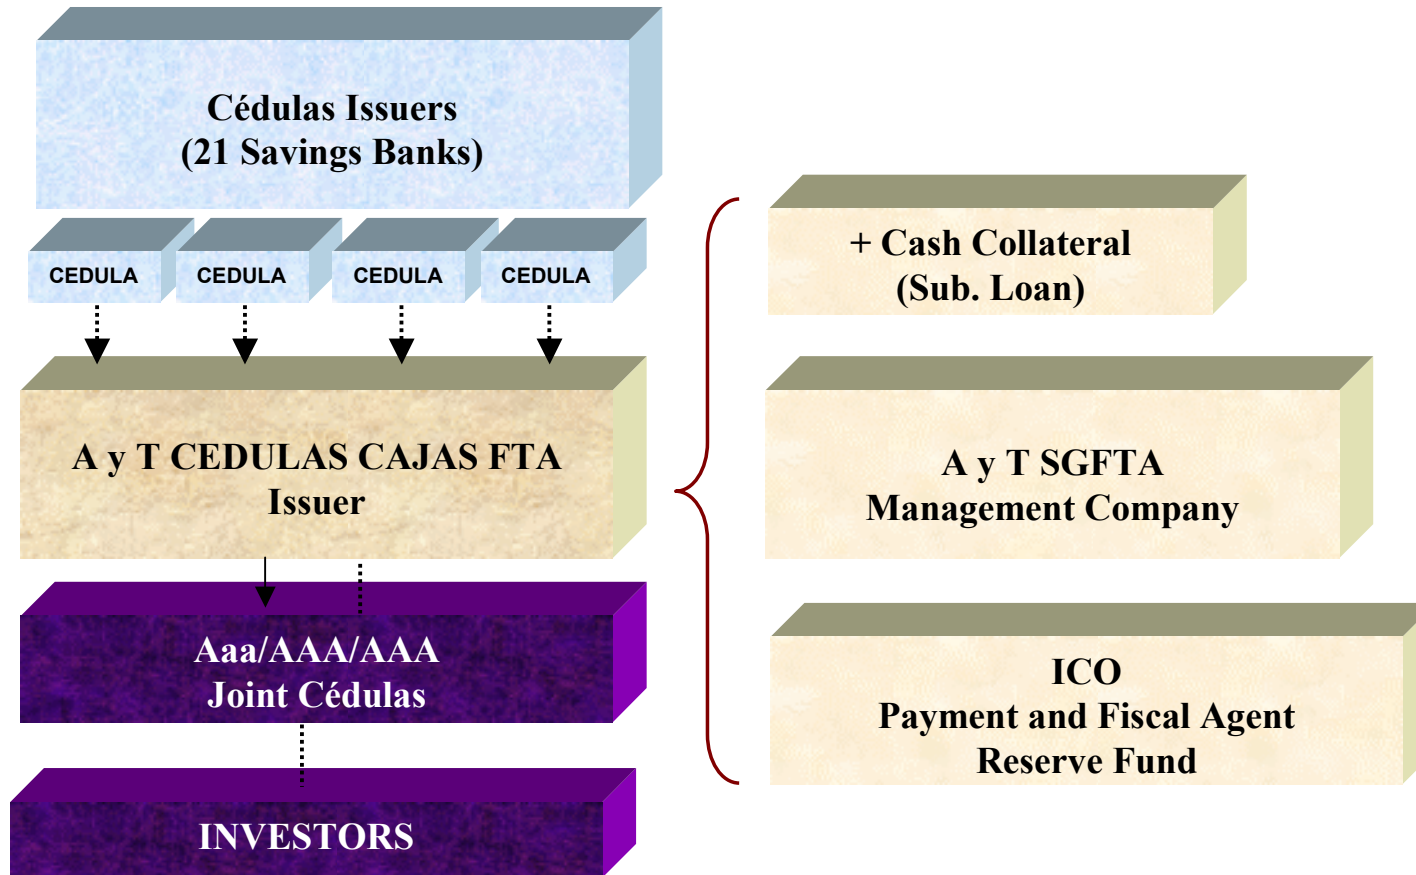 Cédulas Issuers
(21 Savings Banks)
CEDULA
CEDULA
CEDULA
CEDULA
A y T CEDULAS CAJAS FTA
Issuer
Aaa/AAA/AAA
Joint Cédulas
INVESTORS
+ Cash Collateral
(Sub. Loan)
A y T SGFTA
Management Company
ICO
Payment and Fiscal Agent
Reserve Fund